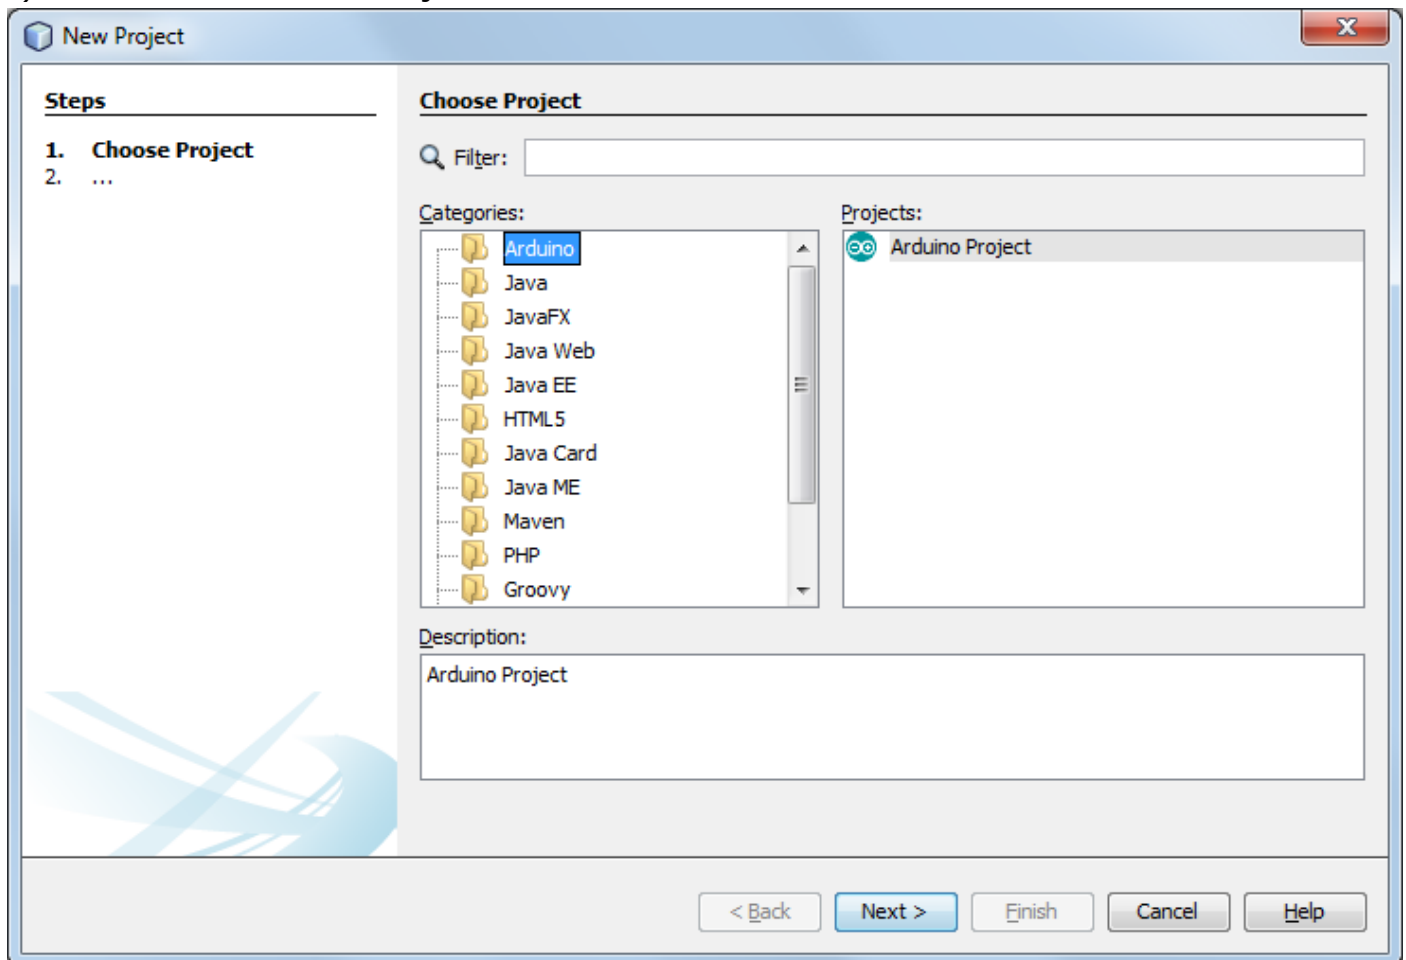 New Project
Steps
1. Choose Project
2. ...
Choose Project
Filter:
Categories:
Arduino
Java
JavaFX
Java Web
Java EE
HTML5
Java Card
Java ME
Maven
PHP
Groovy
Projects:
Arduino Project
Description:
Arduino Project
< Back
Next >
Finish
Cancel
Help